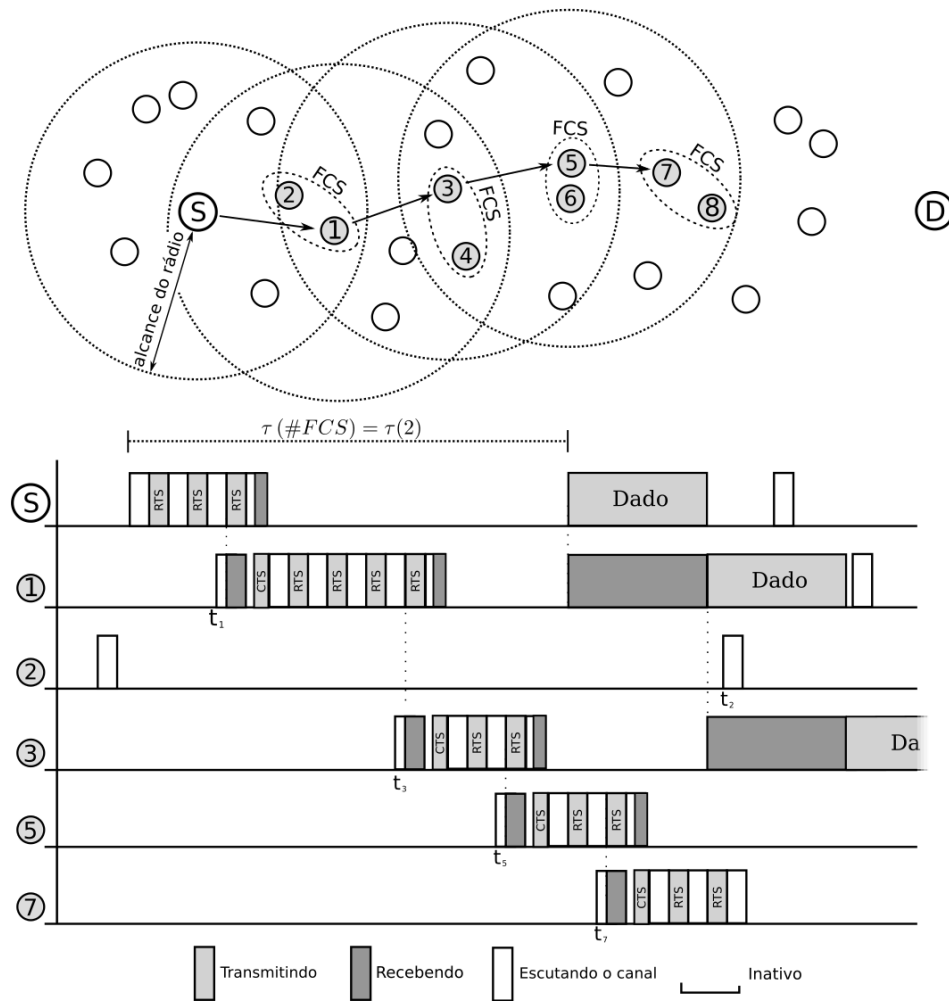 FCS
FCS
FCS
FCS
S
2
1
3
4
5
6
7
8
D
alcance do rádio
τ (#FCS) = τ(2)
S
RTS
RTS
RTS
Dado
1
CTS
RTS
RTS
RTS
RTS
Dado
t₁
2
t₂
3
CTS
RTS
RTS
Da
t₃
5
CTS
RTS
RTS
t₅
7
CTS
RTS
RTS
t₇
Transmitindo
Recebendo
Escutando o canal
Inativo